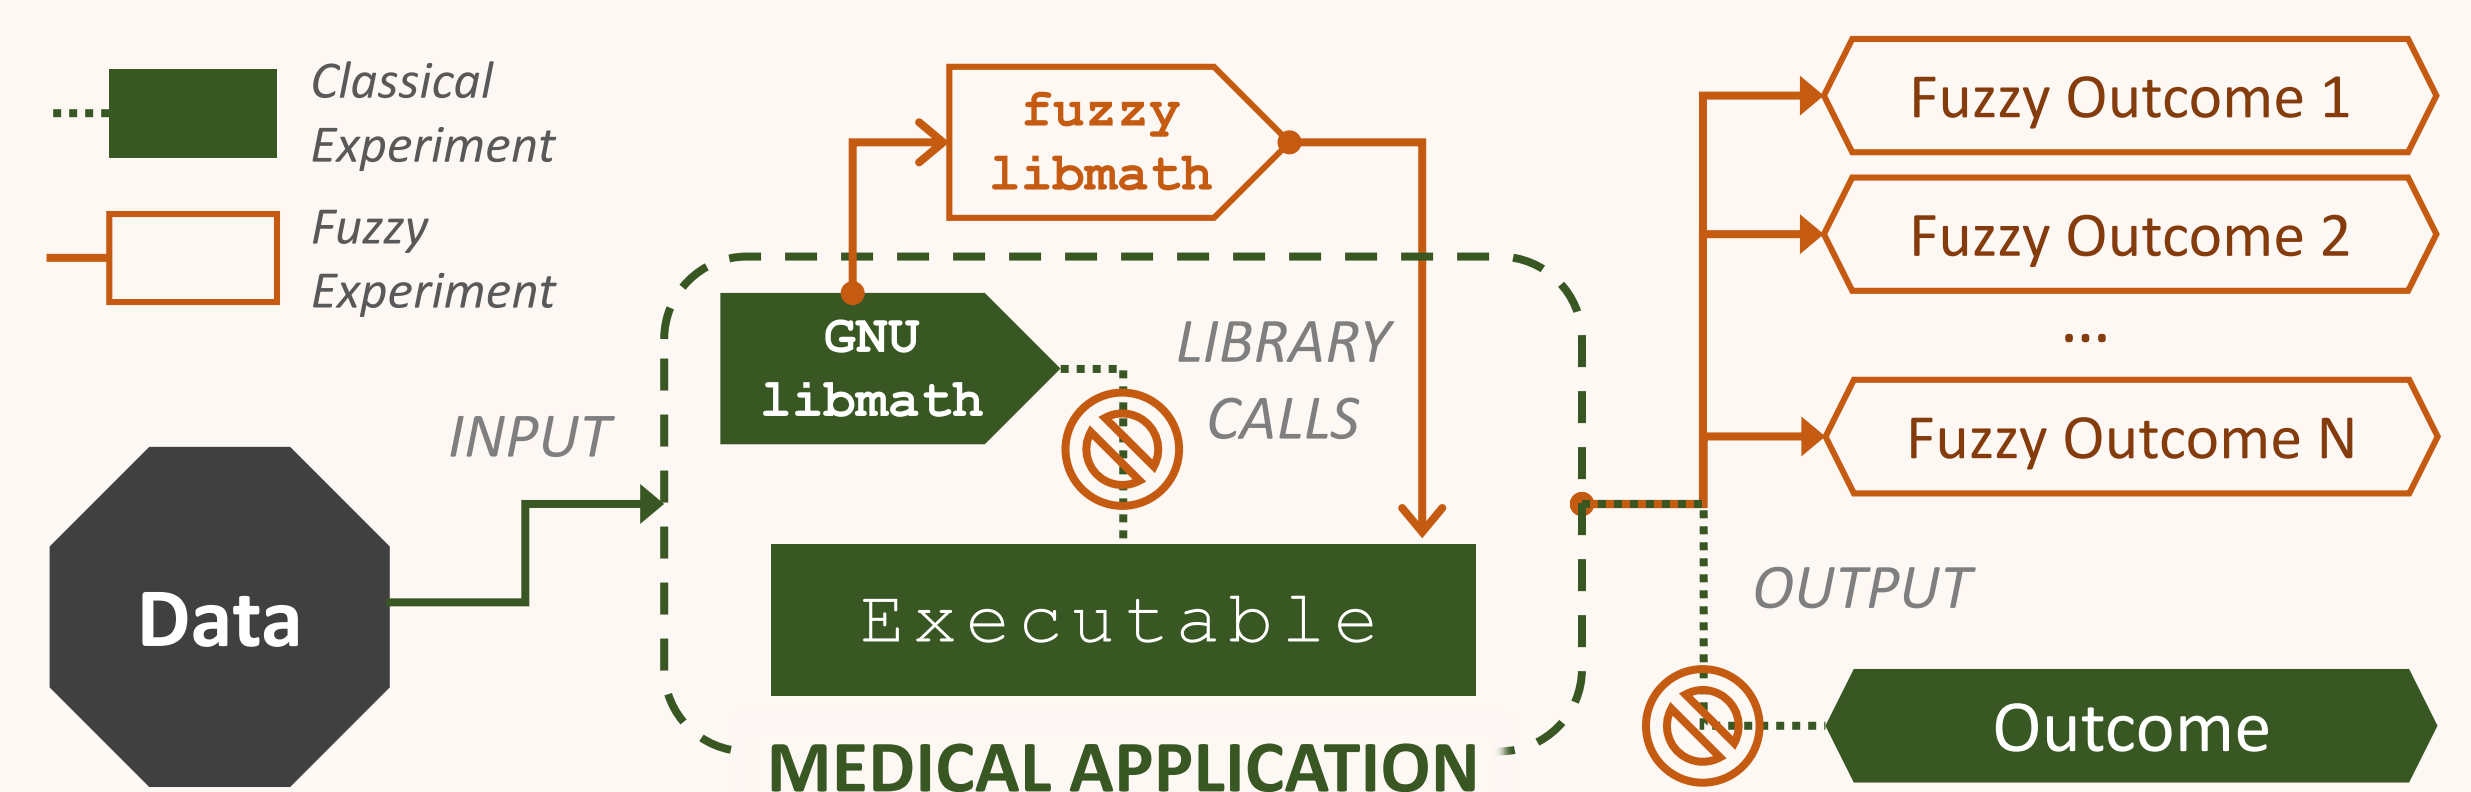 Classical
Experiment
Fuzzy
Experiment
fuzzy
libmath
GNU
libmath
LIBRARY
CALLS
INPUT
Data
Executable
MEDICAL APPLICATION
Fuzzy Outcome 1
Fuzzy Outcome 2
...
Fuzzy Outcome N
OUTPUT
Outcome